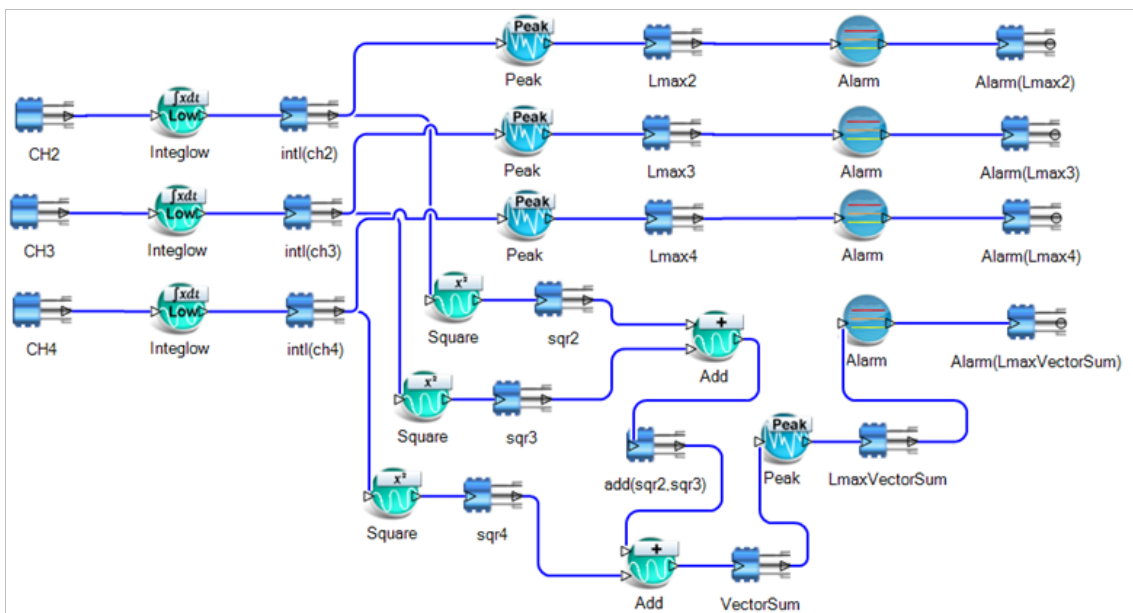 Peak
Peak Lmax2 Alarm Alarm(Lmax2)
∫xdt
Low
CH2 Integlow intl(ch2)
Peak
Peak Lmax3 Alarm Alarm(Lmax3)
∫xdt
Low
CH3 Integlow intl(ch3)
Peak
Peak Lmax4 Alarm Alarm(Lmax4)
∫xdt
Low
CH4 Integlow intl(ch4)
x²
Square sqr2
+
Add
Alarm Alarm(LmaxVectorSum)
x²
Square sqr3
Peak
Peak LmaxVectorSum
add(sqr2,sqr3)
x²
Square sqr4
+
Add VectorSum